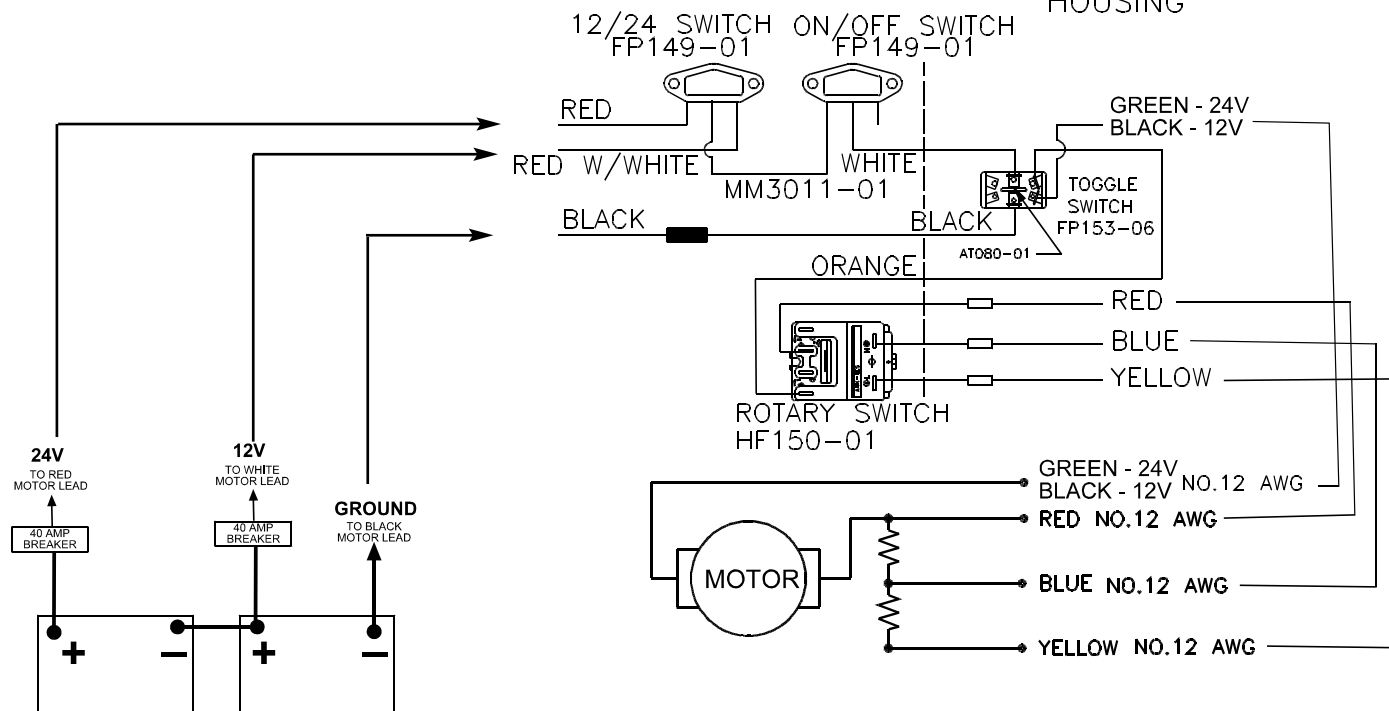 HOUSING
12/24 SWITCH
FP149-01
ON/OFF SWITCH
FP149-01
RED
GREEN - 24V
BLACK - 12V
RED W/WHITE
WHITE
MM3011-01
TOGGLE
SWITCH
FP153-06
BLACK
BLACK
AT080-01
ORANGE
RED
BLUE
YELLOW
ROTARY SWITCH
HF150-01
24V
TO RED
MOTOR LEAD
40 AMP
BREAKER
12V
TO WHITE
MOTOR LEAD
40 AMP
BREAKER
GROUND
TO BLACK
MOTOR LEAD
GREEN - 24V
BLACK - 12V
NO.12 AWG
RED NO.12 AWG
MOTOR
BLUE NO.12 AWG
YELLOW NO.12 AWG
+
−
+
−